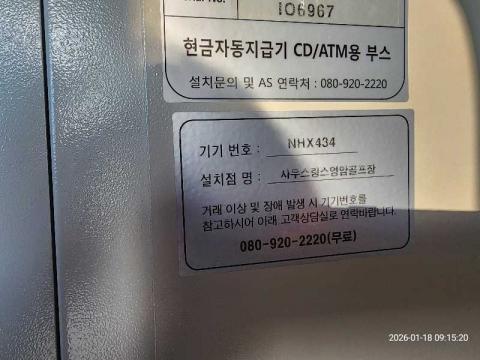 IO6967
현금자동지급기 CD/ATM용 부스
설치문의 및 AS 연락처 : 080-920-2220
기기 번호 : NHX434
설치점 명 : 사우스링스영암골프장
거래 이상 및 장애 발생 시 기기번호를
참고하시어 아래 고객상담실로 연락바랍니다.
080-920-2220(무료)
2026-01-18 09:15:20